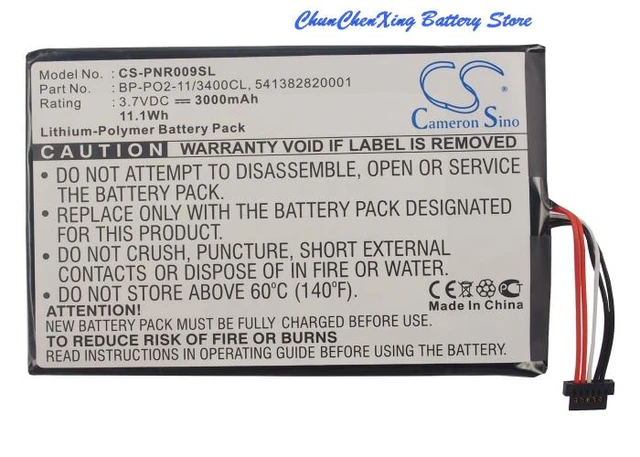 ChunChenXing Battery Store
Model No. : CS-PNR009SL
Part No. : BP-PO2-11/3400CL, 541382820001
Rating : 3.7VDC ⎓ 3000mAh
11.1Wh
Lithium-Polymer Battery Pack
CS
Cameron Sino
CAUTION WARRANTY VOID IF LABEL IS REMOVED
• DO NOT ATTEMPT TO DISASSEMBLE, OPEN OR SERVICE
THE BATTERY PACK.
• REPLACE ONLY WITH THE BATTERY PACK DESIGNATED
FOR THIS PRODUCT.
• DO NOT CRUSH, PUNCTURE, SHORT EXTERNAL
CONTACTS OR DISPOSE OF IN FIRE OR WATER.
• DO NOT STORE ABOVE 60°C (140°F).
CE
Made In China
ATTENTION!
NEW BATTERY PACK MUST BE FULLY CHARGED BEFORE USE.
TO REDUCE RISK OF FIRE OR BURNS
READ INSTRUCTIONS IN OPERATING GUIDE BEFORE USE.